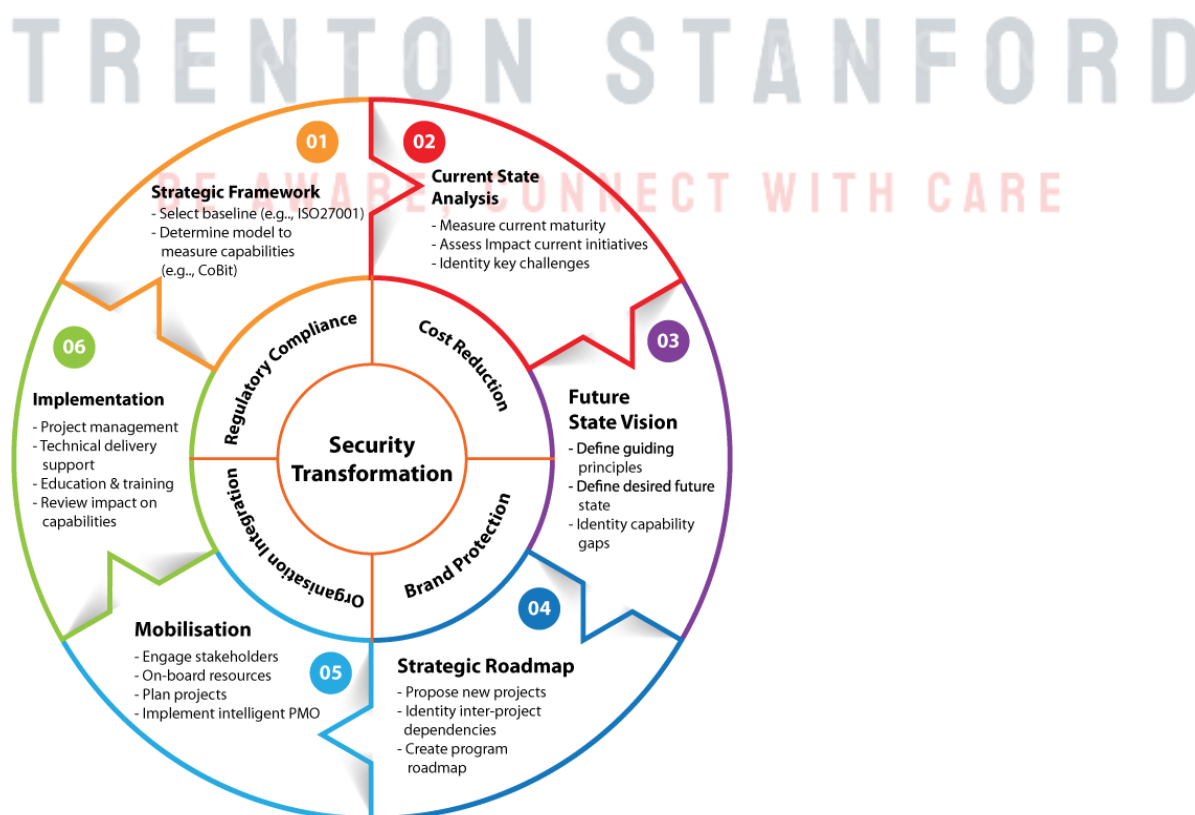 TRENTON STANFORD
BE AWARE, CONNECT WITH CARE
01
Strategic Framework
- Select baseline (e.g.., ISO27001)
- Determine model to
measure capabilities
(e.g.., CoBit)
02
Current State
Analysis
- Measure current maturity
- Assess Impact current initiatives
- Identity key challenges
03
Future
State Vision
- Define guiding
principles
- Define desired future
state
- Identity capability
gaps
04
Strategic Roadmap
- Propose new projects
- Identity inter-project
dependencies
- Create program
roadmap
05
Mobilisation
- Engage stakeholders
- On-board resources
- Plan projects
- Implement intelligent PMO
06
Implementation
- Project management
- Technical delivery
support
- Education & training
- Review impact on
capabilities
Regulatory Compliance
Cost Reduction
Brand Protection
Organisation Integration
Security
Transformation